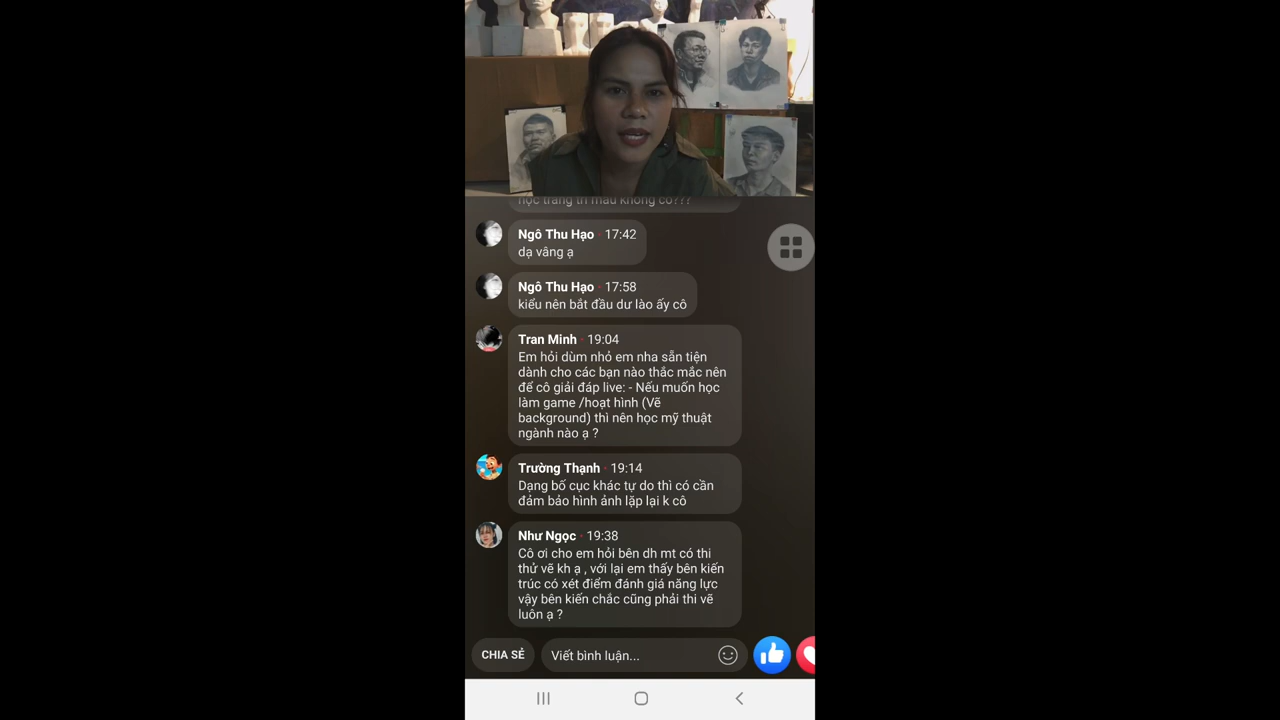 học trang trí màu không cô???
Ngô Thu Hạo · 17:42
dạ vâng ạ
Ngô Thu Hạo · 17:58
kiểu nên bắt đầu dư lào ấy cô
Tran Minh · 19:04
Em hỏi dùm nhỏ em nha sẵn tiện
dành cho các bạn nào thắc mắc nên
để cô giải đáp live: - Nếu muốn học
làm game /hoạt hình (Vẽ
background) thì nên học mỹ thuật
ngành nào ạ ?
Trường Thạnh · 19:14
Dạng bố cục khác tự do thì có cần
đảm bảo hình ảnh lặp lại k cô
Như Ngọc · 19:38
Cô ơi cho em hỏi bên dh mt có thi
thử vẽ kh ạ , với lại em thấy bên kiến
trúc có xét điểm đánh giá năng lực
vậy bên kiến chắc cũng phải thi vẽ
luôn ạ ?
CHIA SẺ
Viết bình luận...